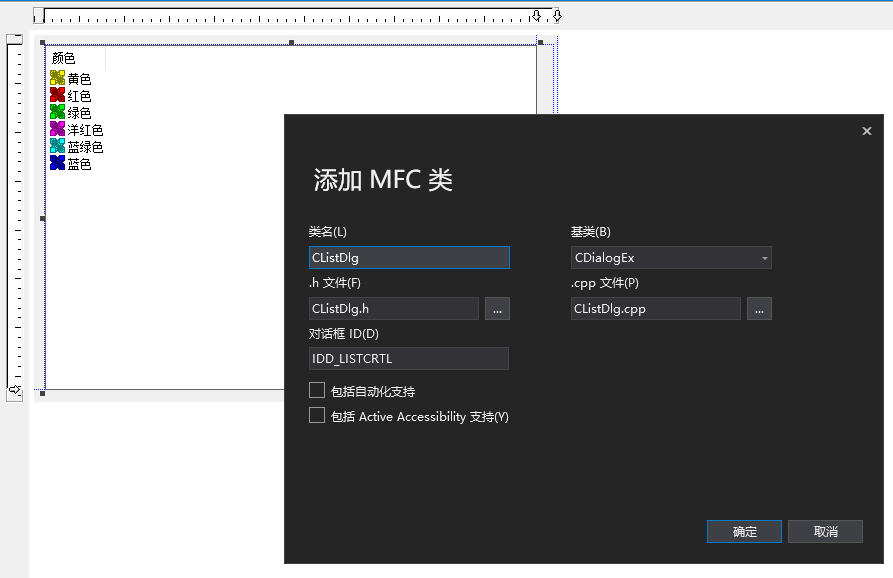 颜色
黄色
红色
绿色
洋红色
蓝绿色
蓝色
添加 MFC 类
类名(L)
基类(B)
CListDlg
CDialogEx
.h 文件(F)
.cpp 文件(P)
CListDlg.h
...
CListDlg.cpp
...
对话框 ID(D)
IDD_LISTCRTL
包括自动化支持
包括 Active Accessibility 支持(Y)
确定
取消